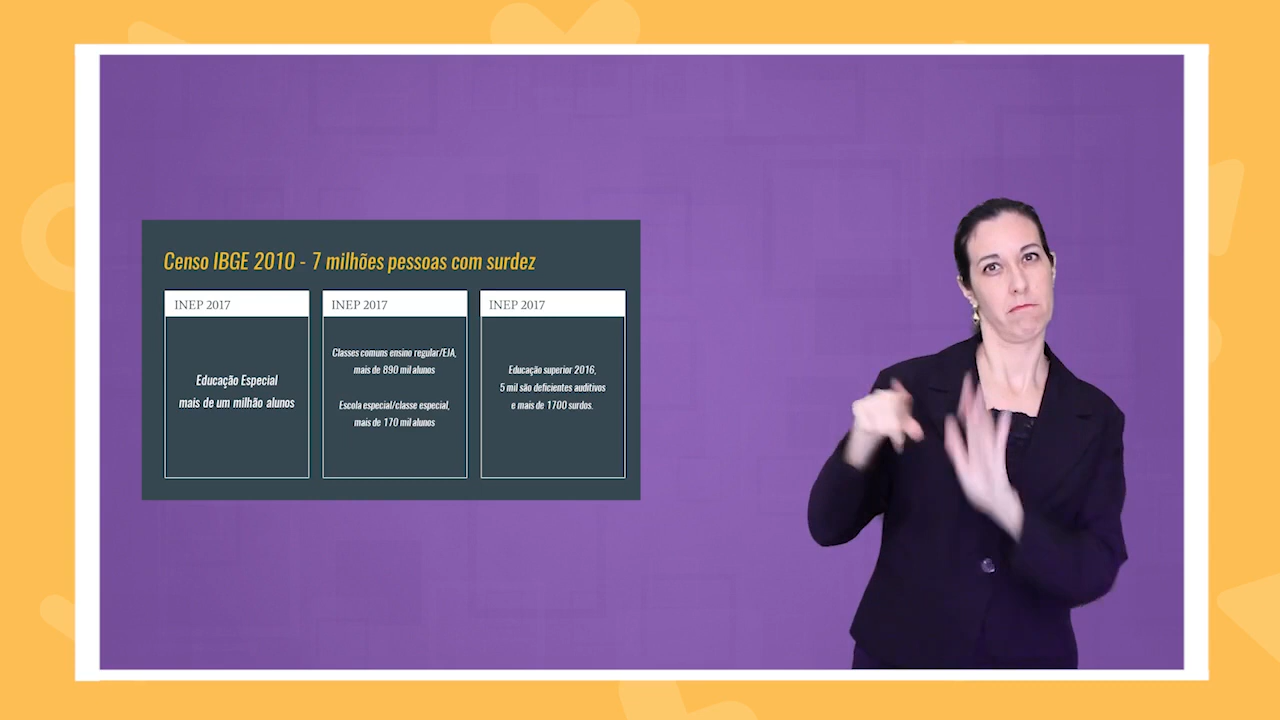 Censo IBGE 2010 - 7 milhões pessoas com surdez
INEP 2017
Educação Especial
mais de um milhão alunos
INEP 2017
Classes comuns ensino regular/EJA,
mais de 890 mil alunos
Escola especial/classe especial,
mais de 170 mil alunos
INEP 2017
Educação superior 2016,
5 mil são deficientes auditivos
e mais de 1700 surdos.